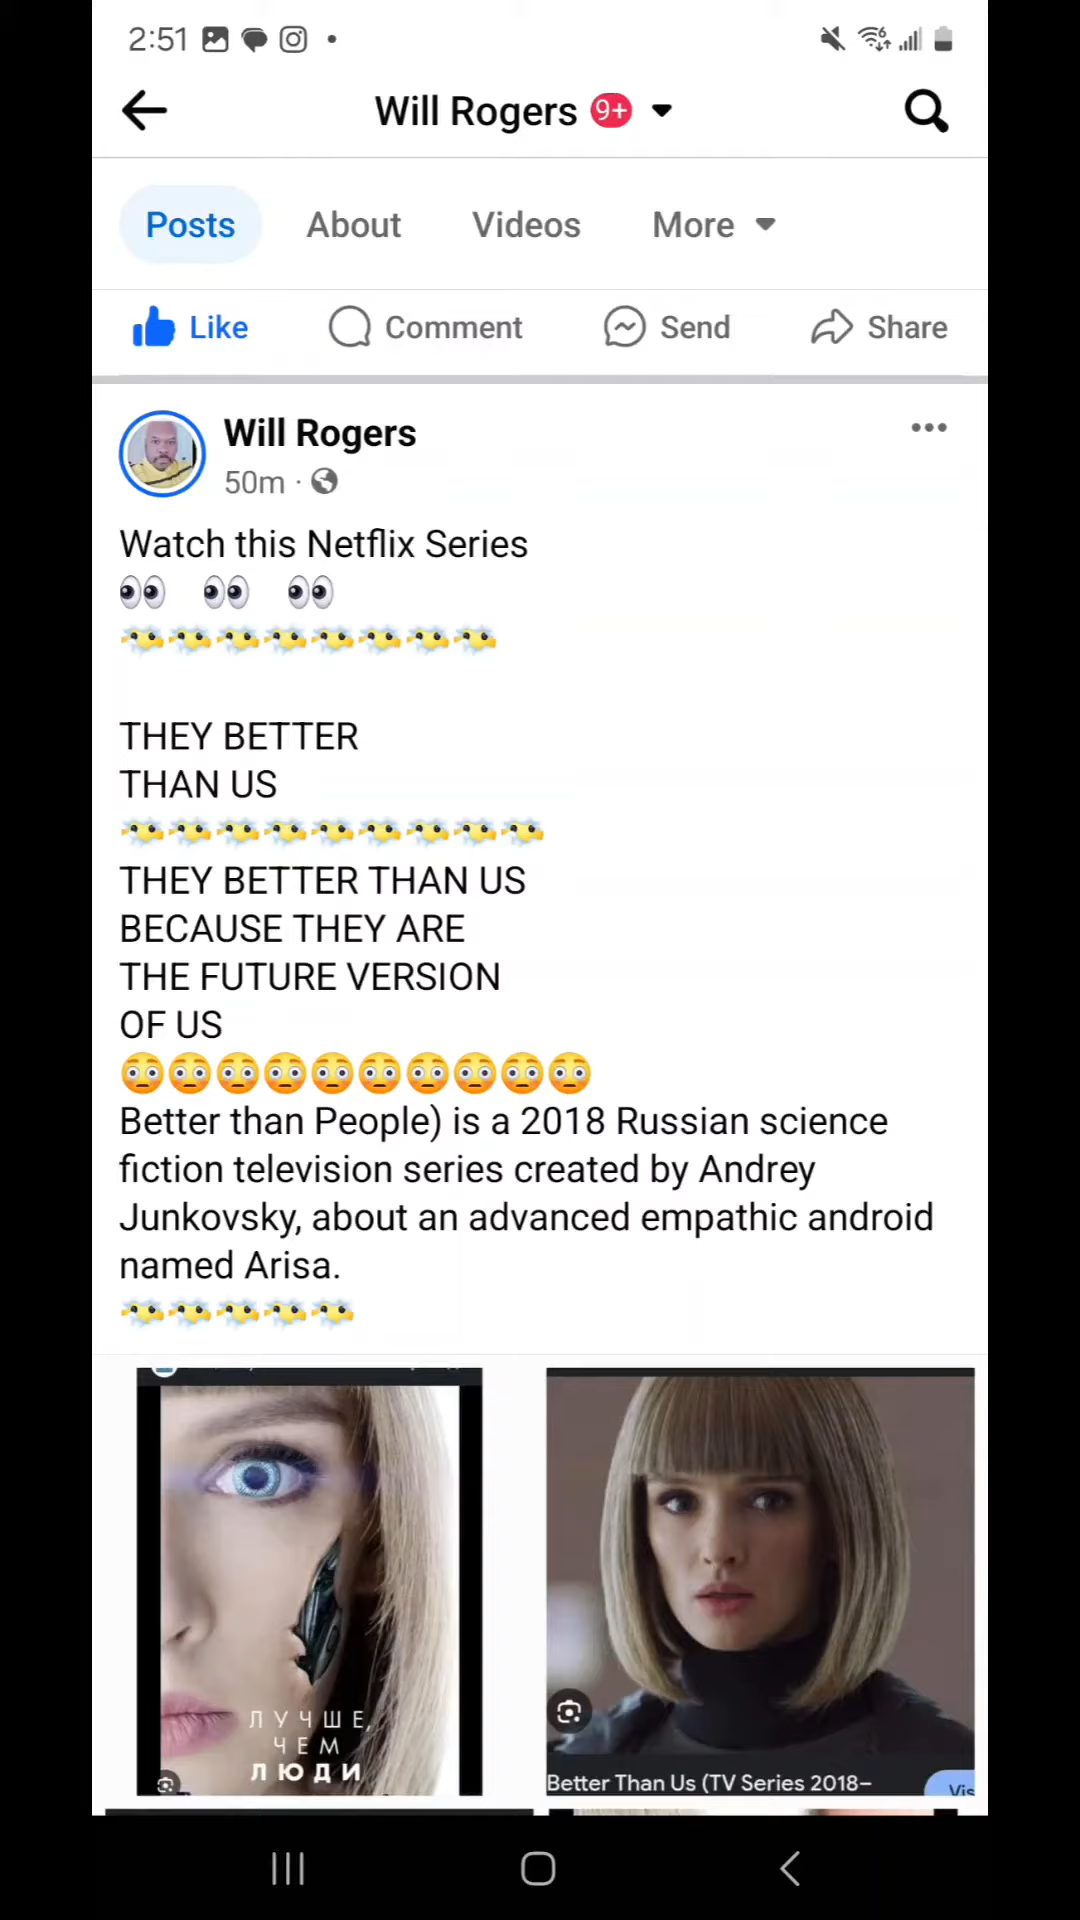 2:51
Will Rogers 9+
Posts About Videos More
Like Comment Send Share
Will Rogers
50m ·
Watch this Netflix Series
👀 👀 👀
THEY BETTER
THAN US
THEY BETTER THAN US
BECAUSE THEY ARE
THE FUTURE VERSION
OF US
😳😳😳😳😳😳😳😳😳😳
Better than People) is a 2018 Russian science
fiction television series created by Andrey
Junkovsky, about an advanced empathic android
named Arisa.
ЛУЧШЕ,
ЧЕМ
ЛЮДИ
Better Than Us (TV Series 2018–
Vis